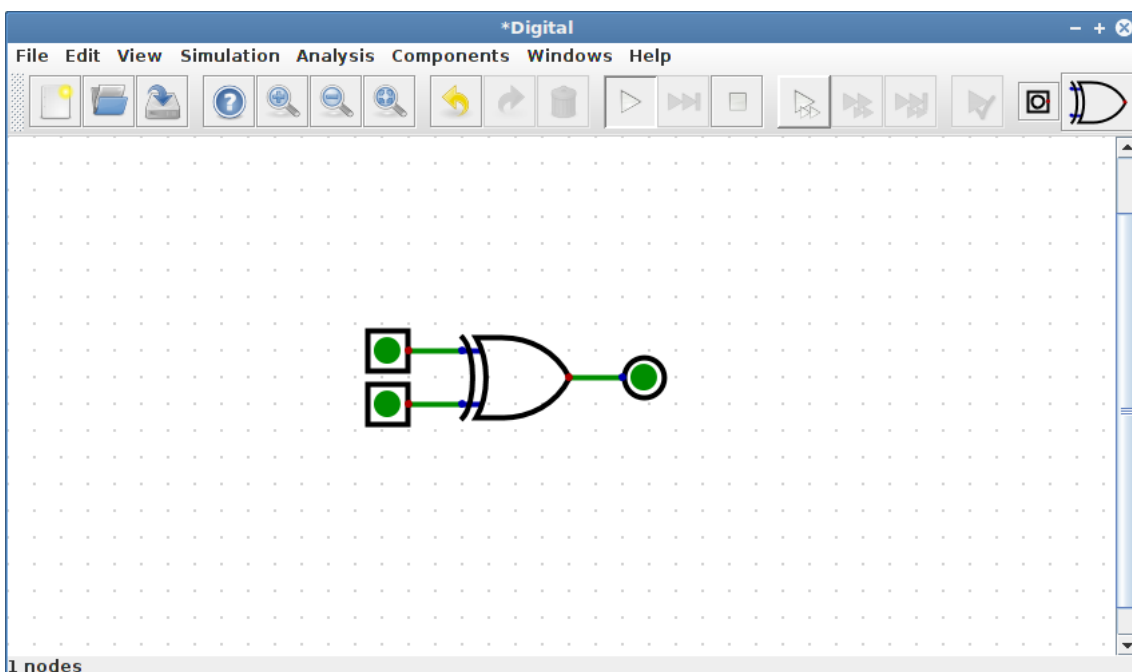 *Digital
File Edit View Simulation Analysis Components Windows Help
1 nodes